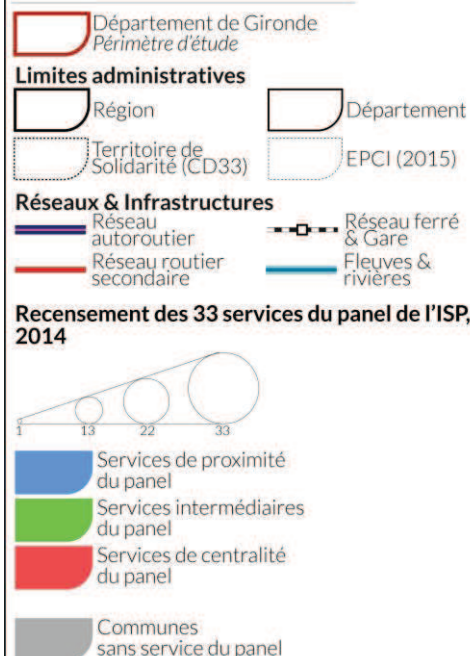 Département de Gironde
Périmètre d'étude
Limites administratives
Région
Département
Territoire de
Solidarité (CD33)
EPCI (2015)
Réseaux & Infrastructures
Réseau
autoroutier
Réseau ferré
& Gare
Réseau routier
secondaire
Fleuves &
rivières
Recensement des 33 services du panel de l'ISP,
2014
1 13 22 33
Services de proximité
du panel
Services intermédiaires
du panel
Services de centralité
du panel
Communes
sans service du panel